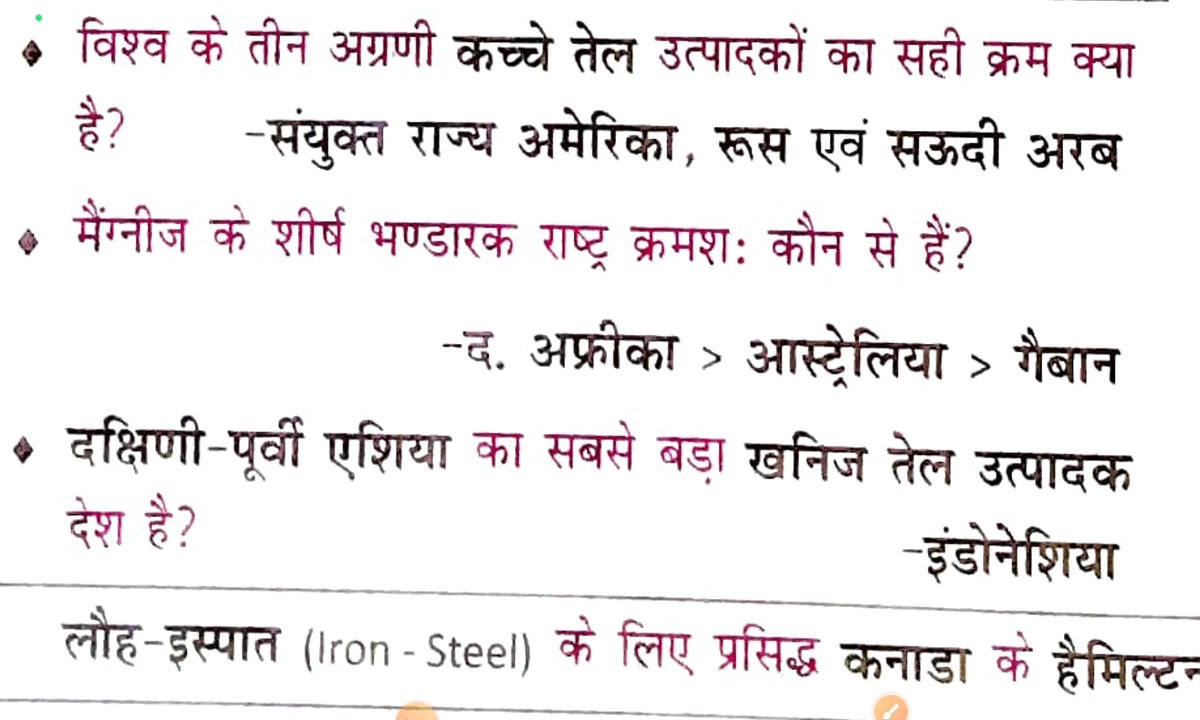 ♦ विश्व के तीन अग्रणी कच्चे तेल उत्पादकों का सही क्रम क्या
है? -संयुक्त राज्य अमेरिका, रूस एवं सऊदी अरब
♦ मैंग्नीज के शीर्ष भण्डारक राष्ट्र क्रमश: कौन से हैं?
-द. अफ्रीका > आस्ट्रेलिया > गैबान
♦ दक्षिणी-पूर्वी एशिया का सबसे बड़ा खनिज तेल उत्पादक
देश है?
-इंडोनेशिया
लौह-इस्पात (Iron - Steel) के लिए प्रसिद्ध कनाडा के हैमिल्टन